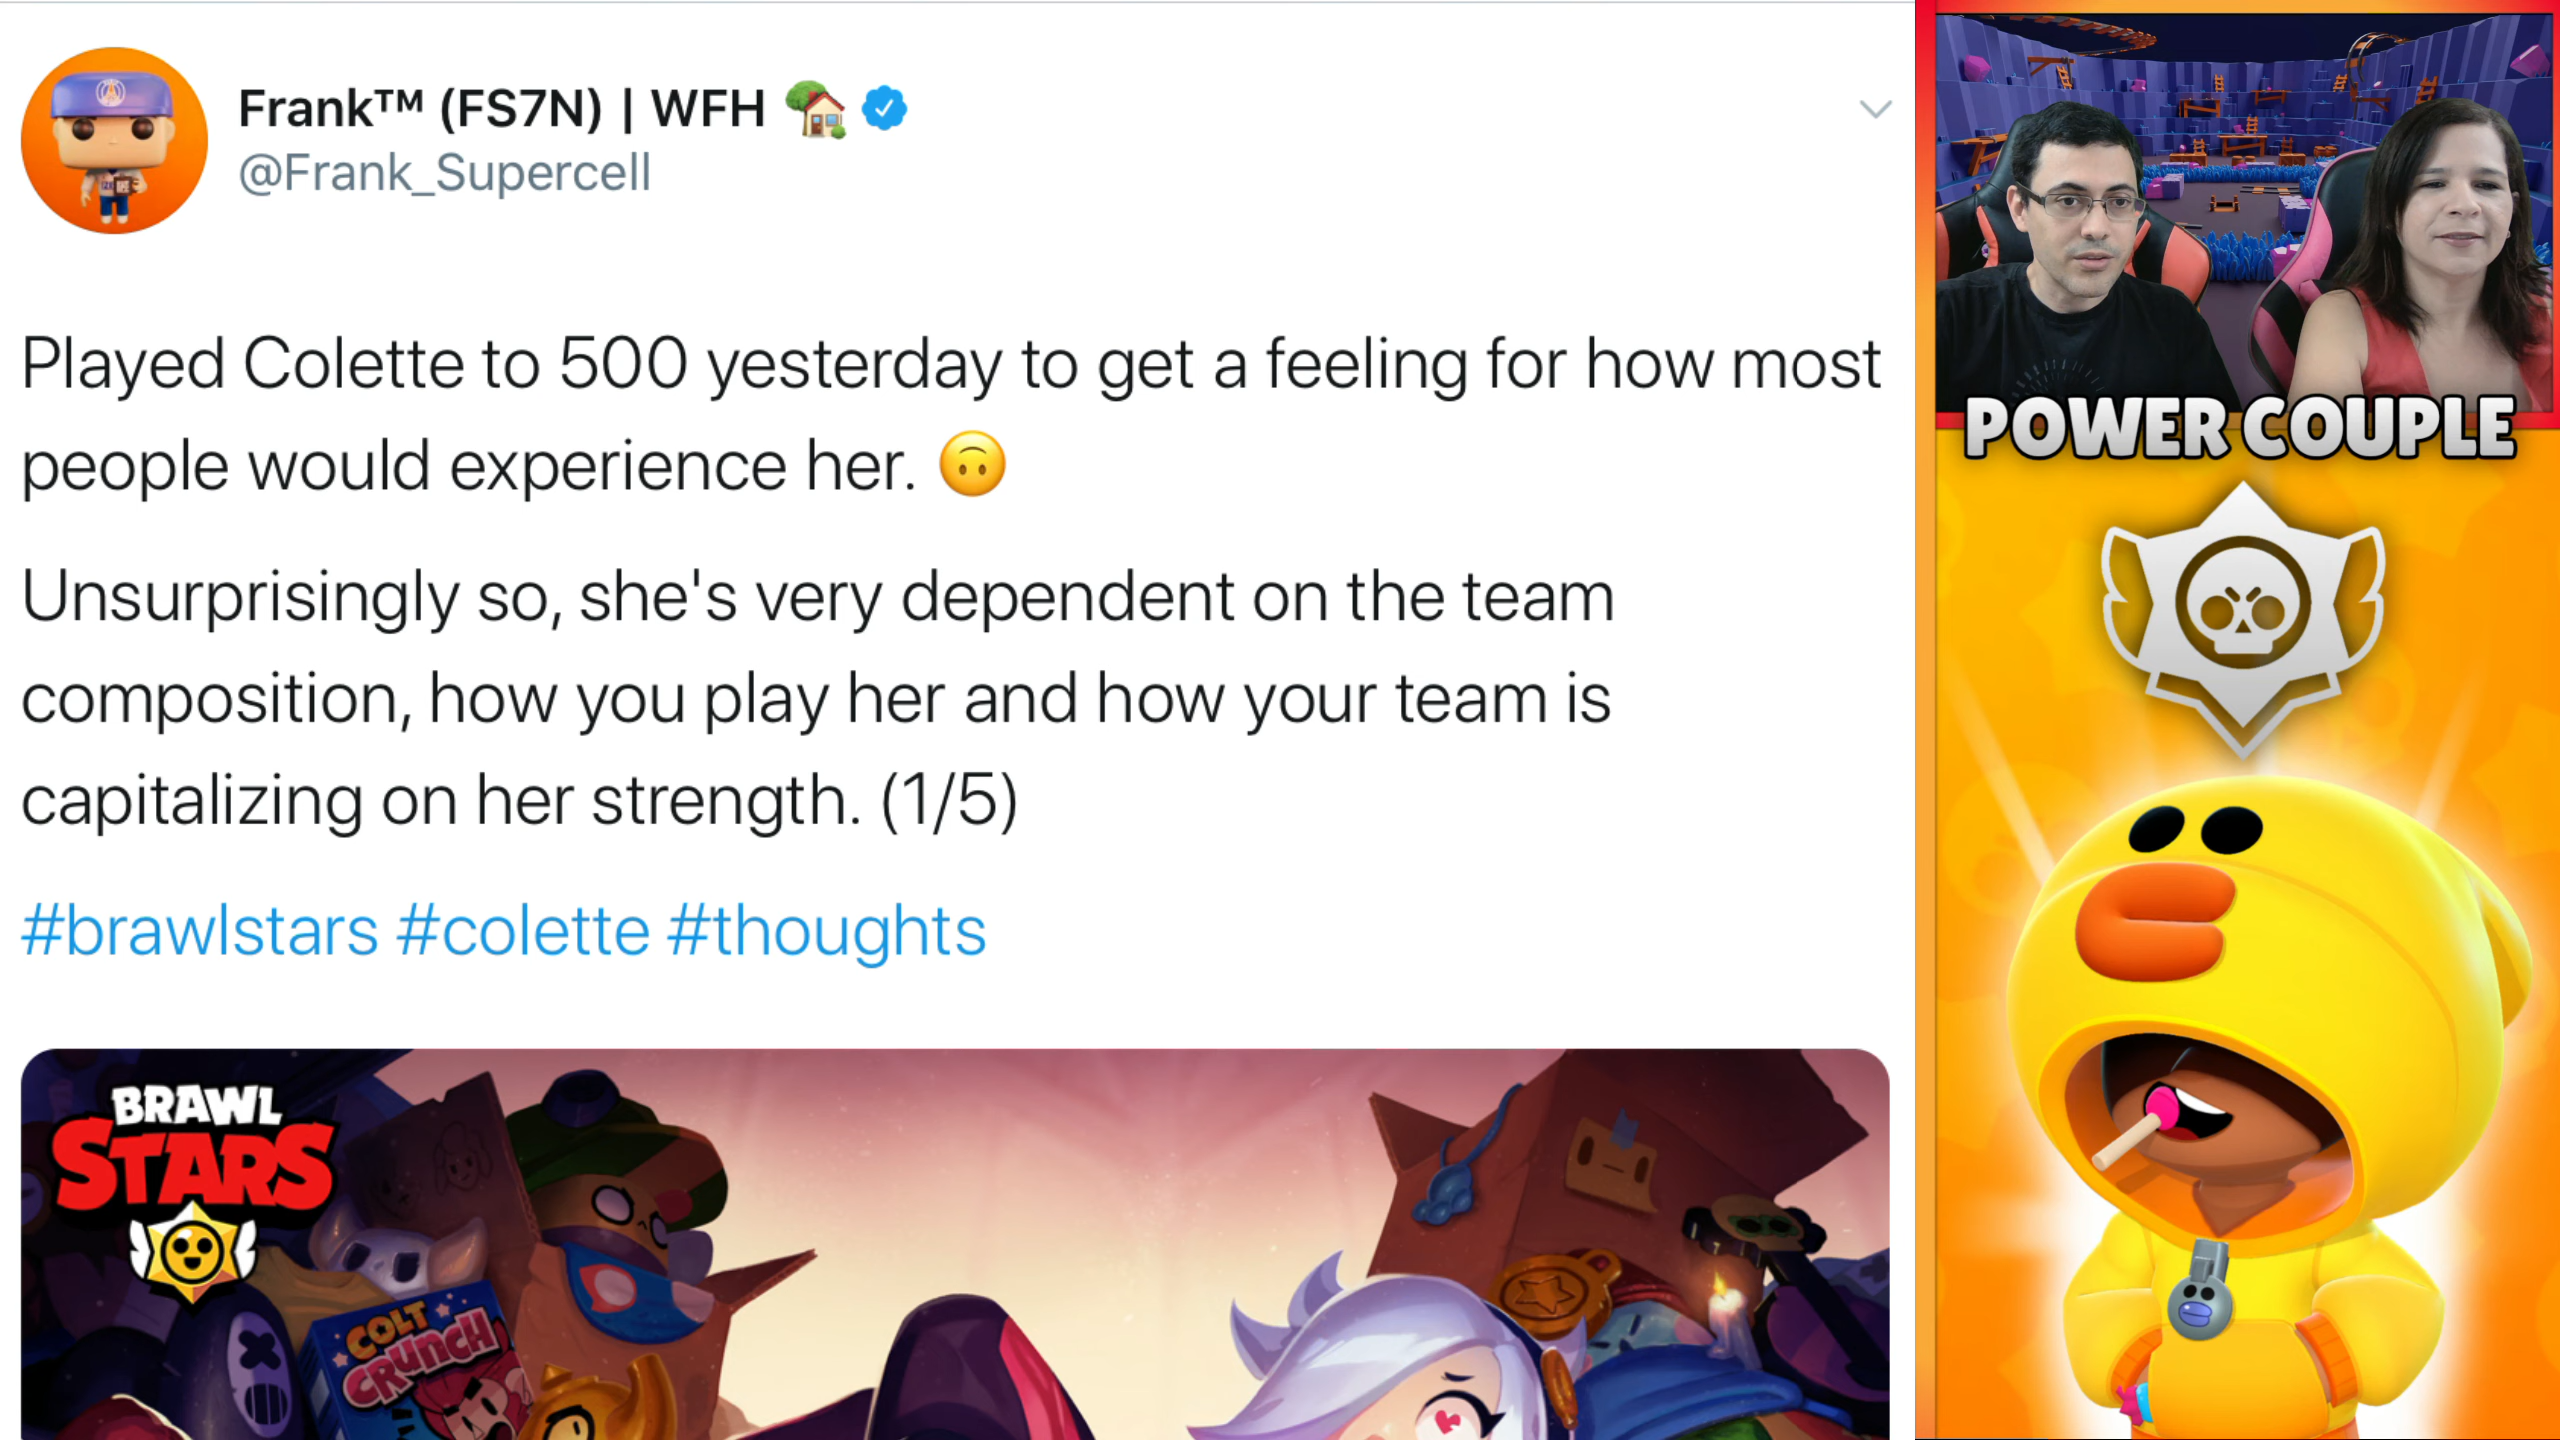 Frank™ (FS7N) | WFH 🏡
@Frank_Supercell
Played Colette to 500 yesterday to get a feeling for how most
people would experience her. 🙃
Unsurprisingly so, she's very dependent on the team
composition, how you play her and how your team is
capitalizing on her strength. (1/5)
#brawlstars #colette #thoughts
BRAWL
STARS
COLT
CRUNCH
POWER COUPLE